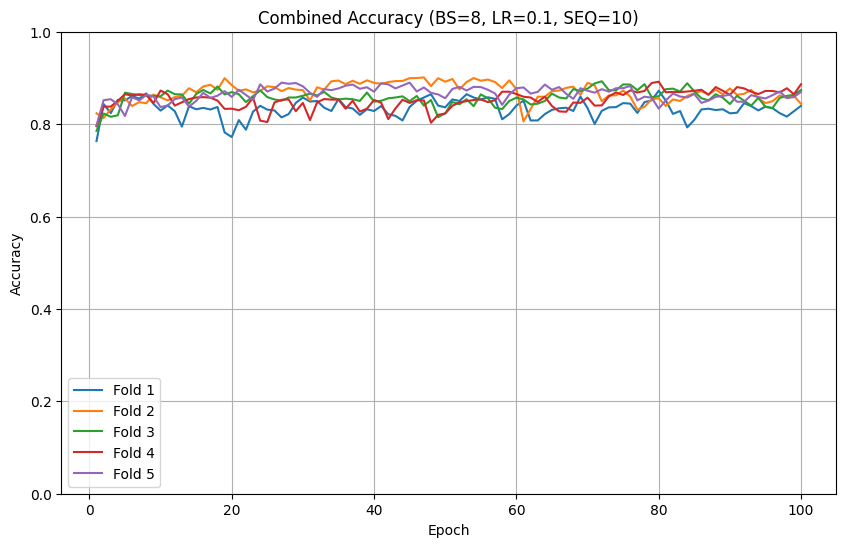 Combined Accuracy (BS=8, LR=0.1, SEQ=10)
1.0
0.8
0.6
0.4
0.2
0.0
Accuracy
Fold 1
Fold 2
Fold 3
Fold 4
Fold 5
0 20 40 60 80 100
Epoch